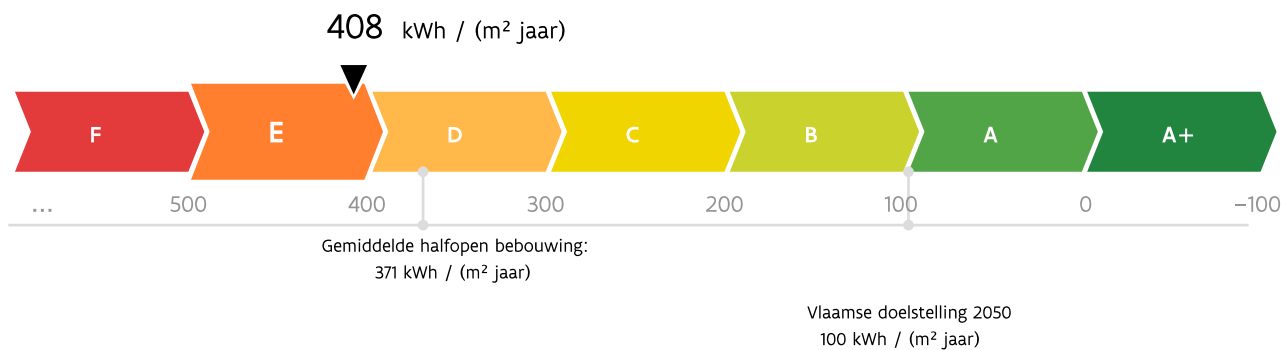 408 kWh / (m² jaar)
F E D C B A A+
... 500 400 300 200 100 0 –100
Gemiddelde halfopen bebouwing:
371 kWh / (m² jaar)
Vlaamse doelstelling 2050
100 kWh / (m² jaar)